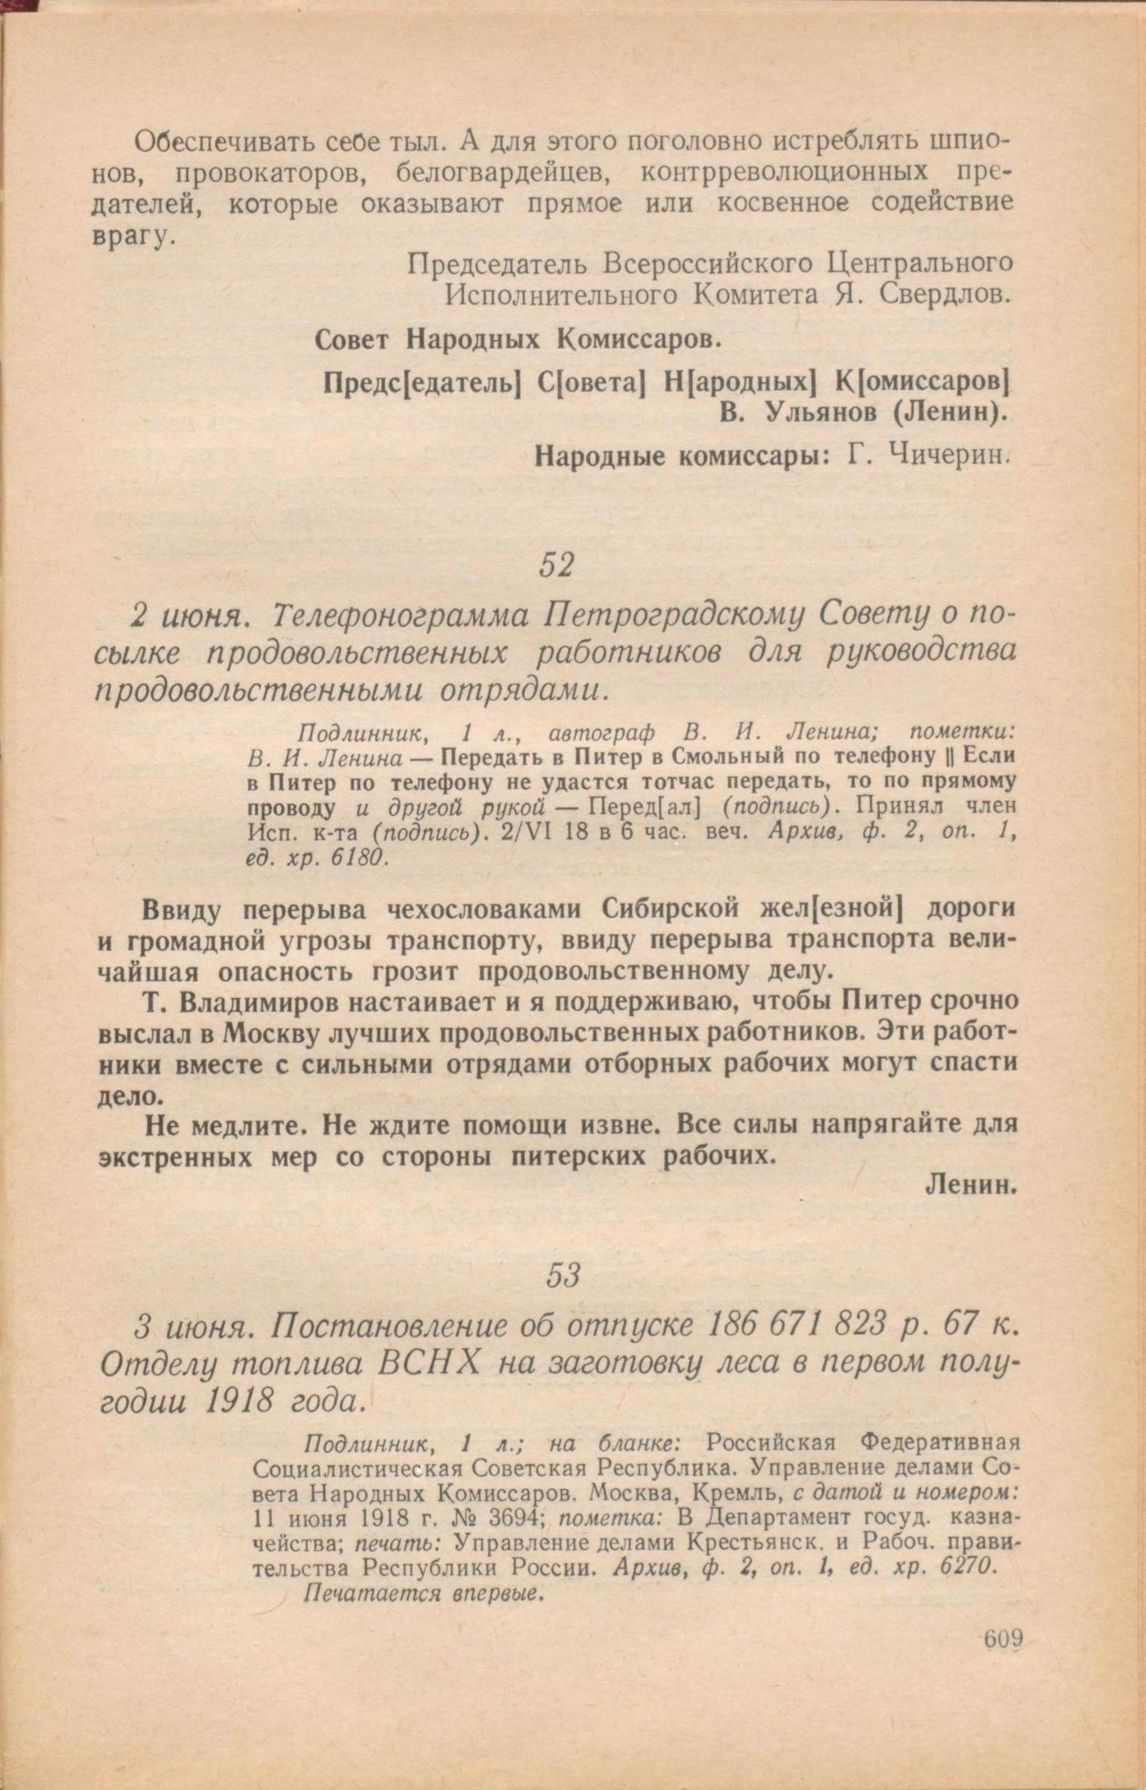 Обеспечивать себе тыл. А для этого поголовно истреблять шпио-
нов, провокаторов, белогвардейцев, контрреволюционных пре-
дателей, которые оказывают прямое или косвенное содействие
врагу.
Председатель Всероссийского Центрального
Исполнительного Комитета Я. Свердлов.
Совет Народных Комиссаров.
Предс[едатель] С[овета] Н[ародных] К[омиссаров]
В. Ульянов (Ленин).
Народные комиссары: Г. Чичерин.
52
2 июня. Телефонограмма Петроградскому Совету о по-
сылке продовольственных работников для руководства
продовольственными отрядами.
Подлинник, 1 л., автограф В. И. Ленина; пометки:
В. И. Ленина — Передать в Питер в Смольный по телефону || Если
в Питер по телефону не удастся тотчас передать, то по прямому
проводу и другой рукой — Перед[ал] (подпись). Принял член
Исп. к-та (подпись). 2/VI 18 в 6 час. веч. Архив, ф. 2, оп. 1,
ед. хр. 6180.
Ввиду перерыва чехословаками Сибирской жел[езной] дороги
и громадной угрозы транспорту, ввиду перерыва транспорта вели-
чайшая опасность грозит продовольственному делу.
Т. Владимиров настаивает и я поддерживаю, чтобы Питер срочно
выслал в Москву лучших продовольственных работников. Эти работ-
ники вместе с сильными отрядами отборных рабочих могут спасти
дело.
Не медлите. Не ждите помощи извне. Все силы напрягайте для
экстренных мер со стороны питерских рабочих.
Ленин.
53
3 июня. Постановление об отпуске 186 671 823 р. 67 к.
Отделу топлива ВСНХ на заготовку леса в первом полу-
годии 1918 года.
Подлинник, 1 л.; на бланке: Российская Федеративная
Социалистическая Советская Республика. Управление делами Со-
вета Народных Комиссаров. Москва, Кремль, с датой и номером:
11 июня 1918 г. № 3694; пометка: В Департамент госуд. казна-
чейства; печать: Управление делами Крестьянск. и Рабоч. прави-
тельства Республики России. Архив, ф. 2, оп. 1, ед. хр. 6270.
Печатается впервые.
609